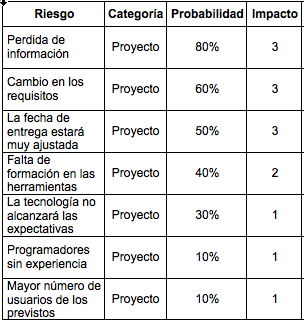 Riesgo Categoría Probabilidad Impacto
Perdida de
información Proyecto 80% 3
Cambio en los
requisitos Proyecto 60% 3
La fecha de
entrega estará Proyecto 50% 3
muy ajustada
Falta de
formación en las Proyecto 40% 2
herramientas
La tecnología no
alcanzará las Proyecto 30% 1
expectativas
Programadores
sin experiencia Proyecto 10% 1
Mayor número de
usuarios de los Proyecto 10% 1
previstos